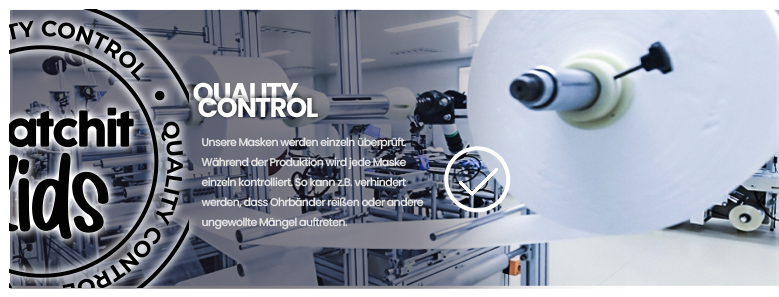 TY CONTROL
QUALITY CONTROL
atchit
ids
QUALITY
CONTROL
Unsere Masken werden einzeln überprüft.
Während der Produktion wird jede Maske
einzeln kontrolliert. So kann z.B. verhindert
werden, dass Ohrbänder reißen oder andere
ungewollte Mängel auftreten.